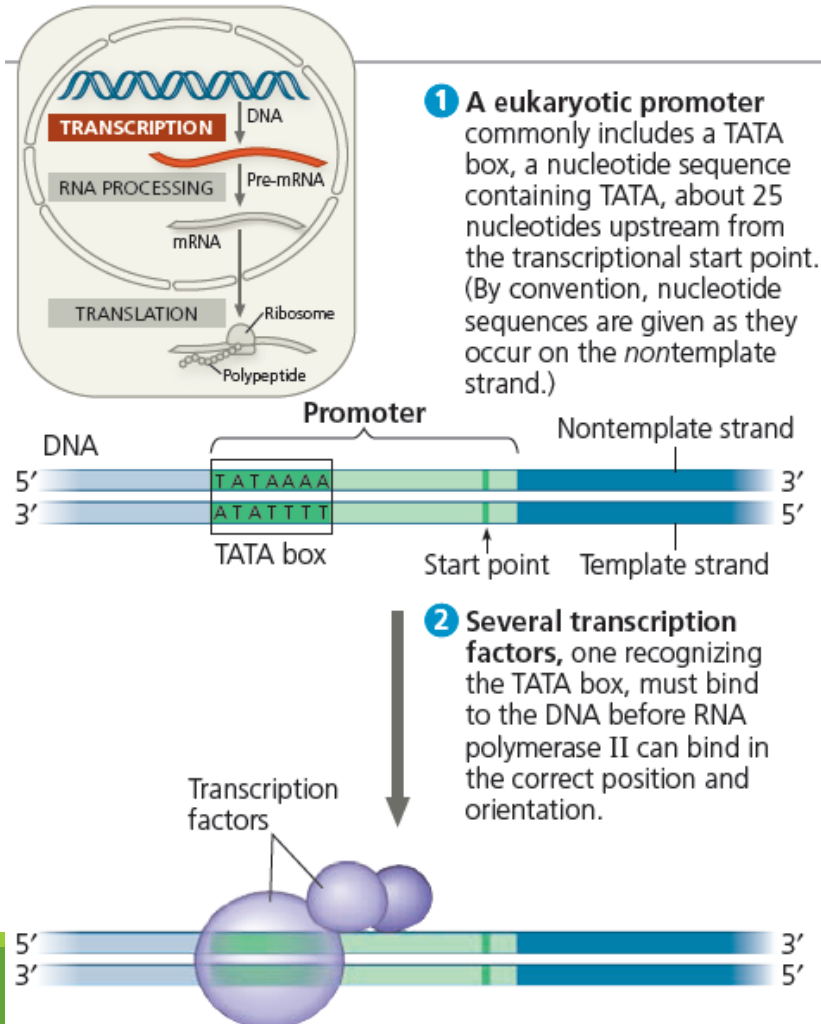 DNA
TRANSCRIPTION
Pre-mRNA
RNA PROCESSING
mRNA
TRANSLATION
Ribosome
Polypeptide
1 A eukaryotic promoter
commonly includes a TATA
box, a nucleotide sequence
containing TATA, about 25
nucleotides upstream from
the transcriptional start point.
(By convention, nucleotide
sequences are given as they
occur on the nontemplate
strand.)
Promoter
Nontemplate strand
DNA
5′ TATAAAA 3′
3′ ATATTTT 5′
TATA box
Start point
Template strand
2 Several transcription
factors, one recognizing
the TATA box, must bind
to the DNA before RNA
polymerase II can bind in
the correct position and
orientation.
Transcription
factors
5′ 3′
3′ 5′